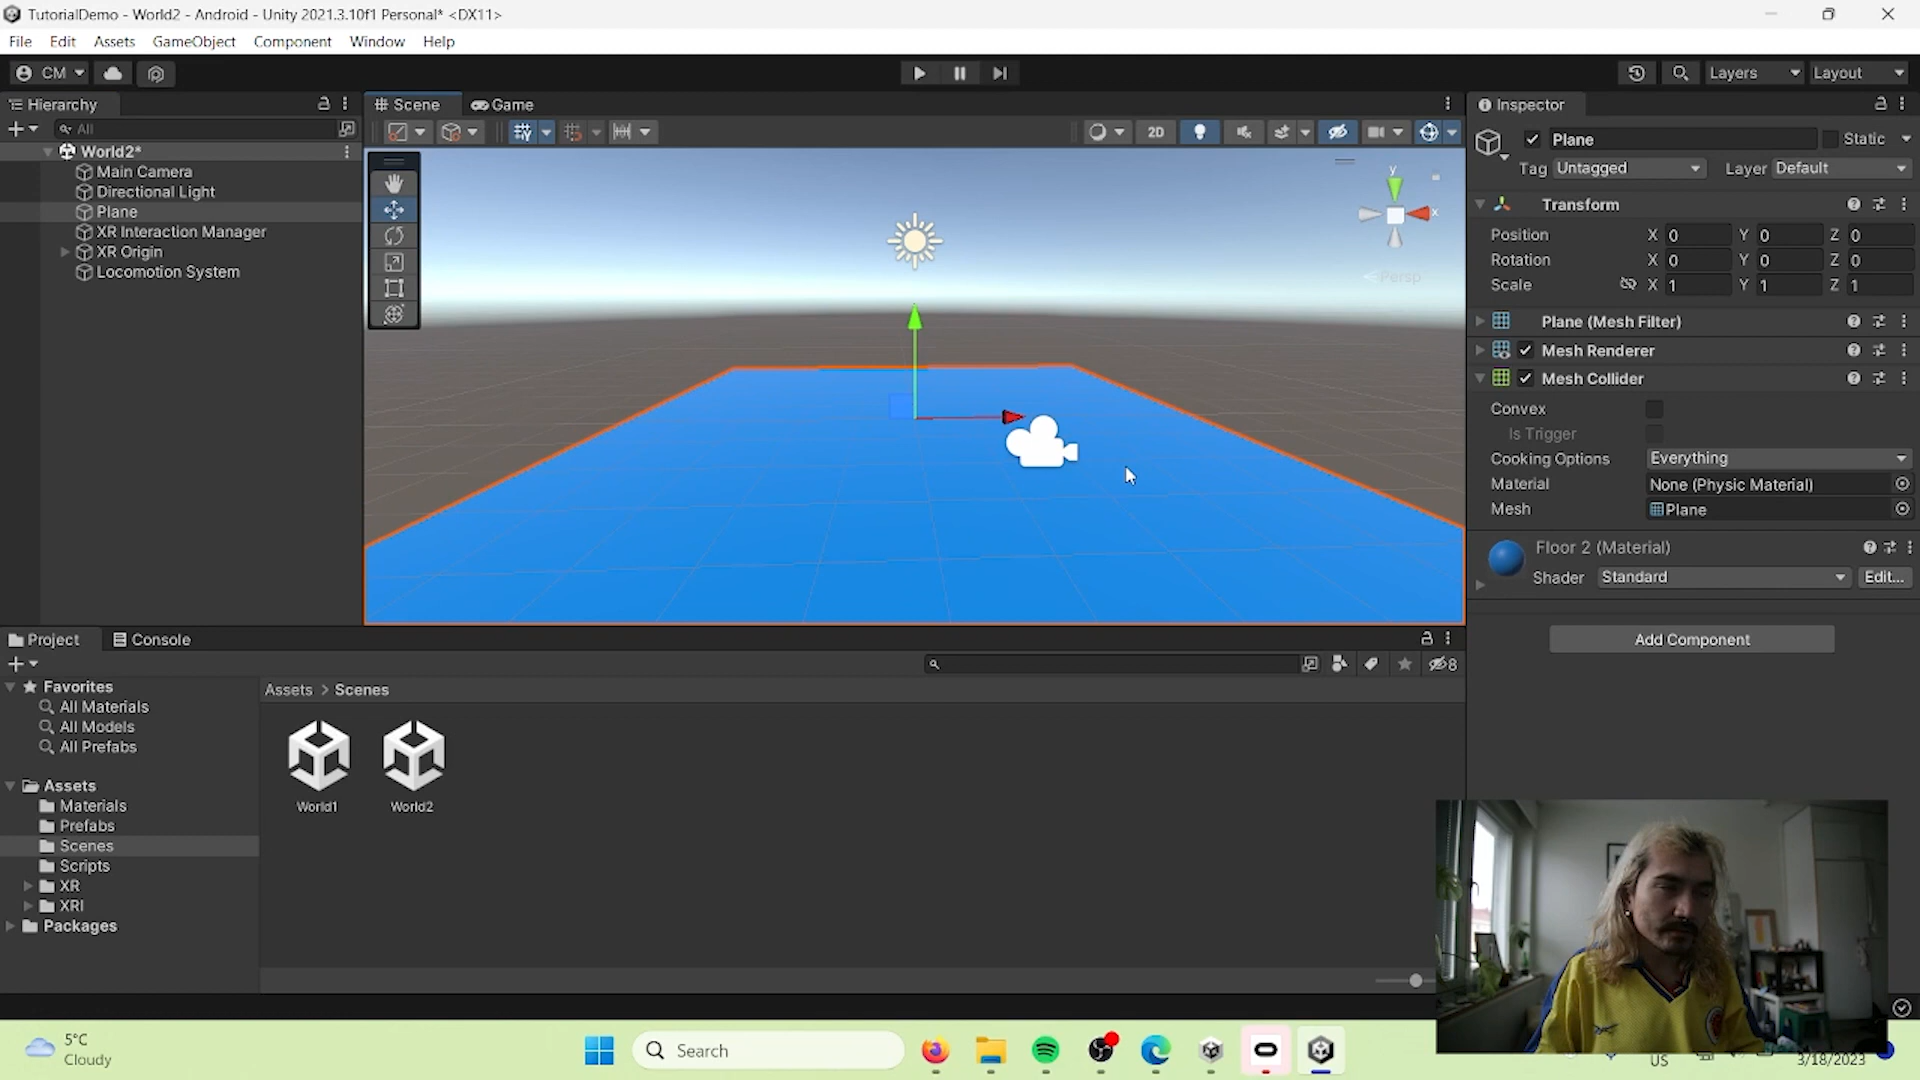 TutorialDemo - World2 - Android - Unity 2021.3.10f1 Personal* <DX11>
File Edit Assets GameObject Component Window Help
CM
Layers Layout
Hierarchy
All
World2*
Main Camera
Directional Light
Plane
XR Interaction Manager
XR Origin
Locomotion System
Scene Game
2D
y
x
Persp
Inspector
Plane Static
Tag Untagged Layer Default
Transform
Position X 0 Y 0 Z 0
Rotation X 0 Y 0 Z 0
Scale X 1 Y 1 Z 1
Plane (Mesh Filter)
Mesh Renderer
Mesh Collider
Convex
Is Trigger
Cooking Options Everything
Material None (Physic Material)
Mesh Plane
Floor 2 (Material)
Shader Standard Edit...
Add Component
Project Console
8
Favorites
All Materials
All Models
All Prefabs
Assets
Materials
Prefabs
Scenes
Scripts
XR
XRI
Packages
Assets > Scenes
World1 World2
5°C
Cloudy
Search
US
3/18/2023